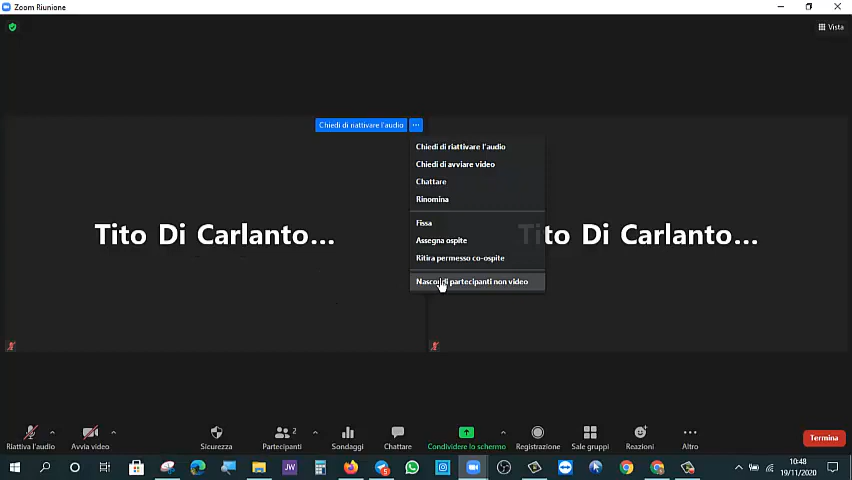 Zoom Riunione
Vista
Chiedi di riattivare l'audio ...
Chiedi di riattivare l'audio
Chiedi di avviare video
Chattare
Rinomina
Fissa
Assegna ospite
Ritira permesso co-ospite
Nascondi partecipanti non video
Tito Di Carlanto...
Tito Di Carlanto...
Riattiva l'audio
Avvia video
Sicurezza
2
Partecipanti
Sondaggi
Chattare
Condividere lo schermo
Registrazione
Sale gruppi
Reazioni
Altro
Termina
JW
5
10:48
19/11/2020